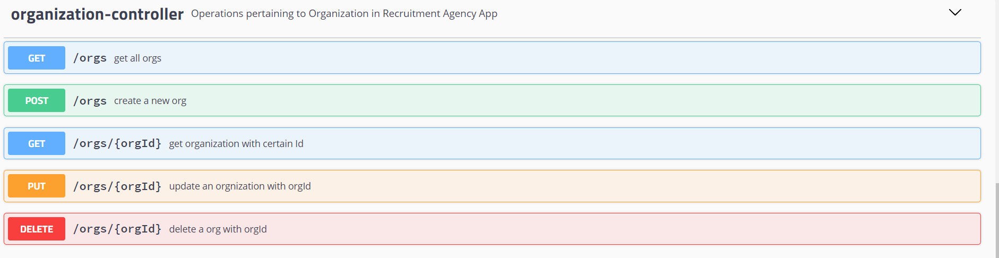 organization-controller Operations pertaining to Organization in Recruitment Agency App
GET /orgs get all orgs
POST /orgs create a new org
GET /orgs/{orgId} get organization with certain Id
PUT /orgs/{orgId} update an orgnization with orgId
DELETE /orgs/{orgId} delete a org with orgId